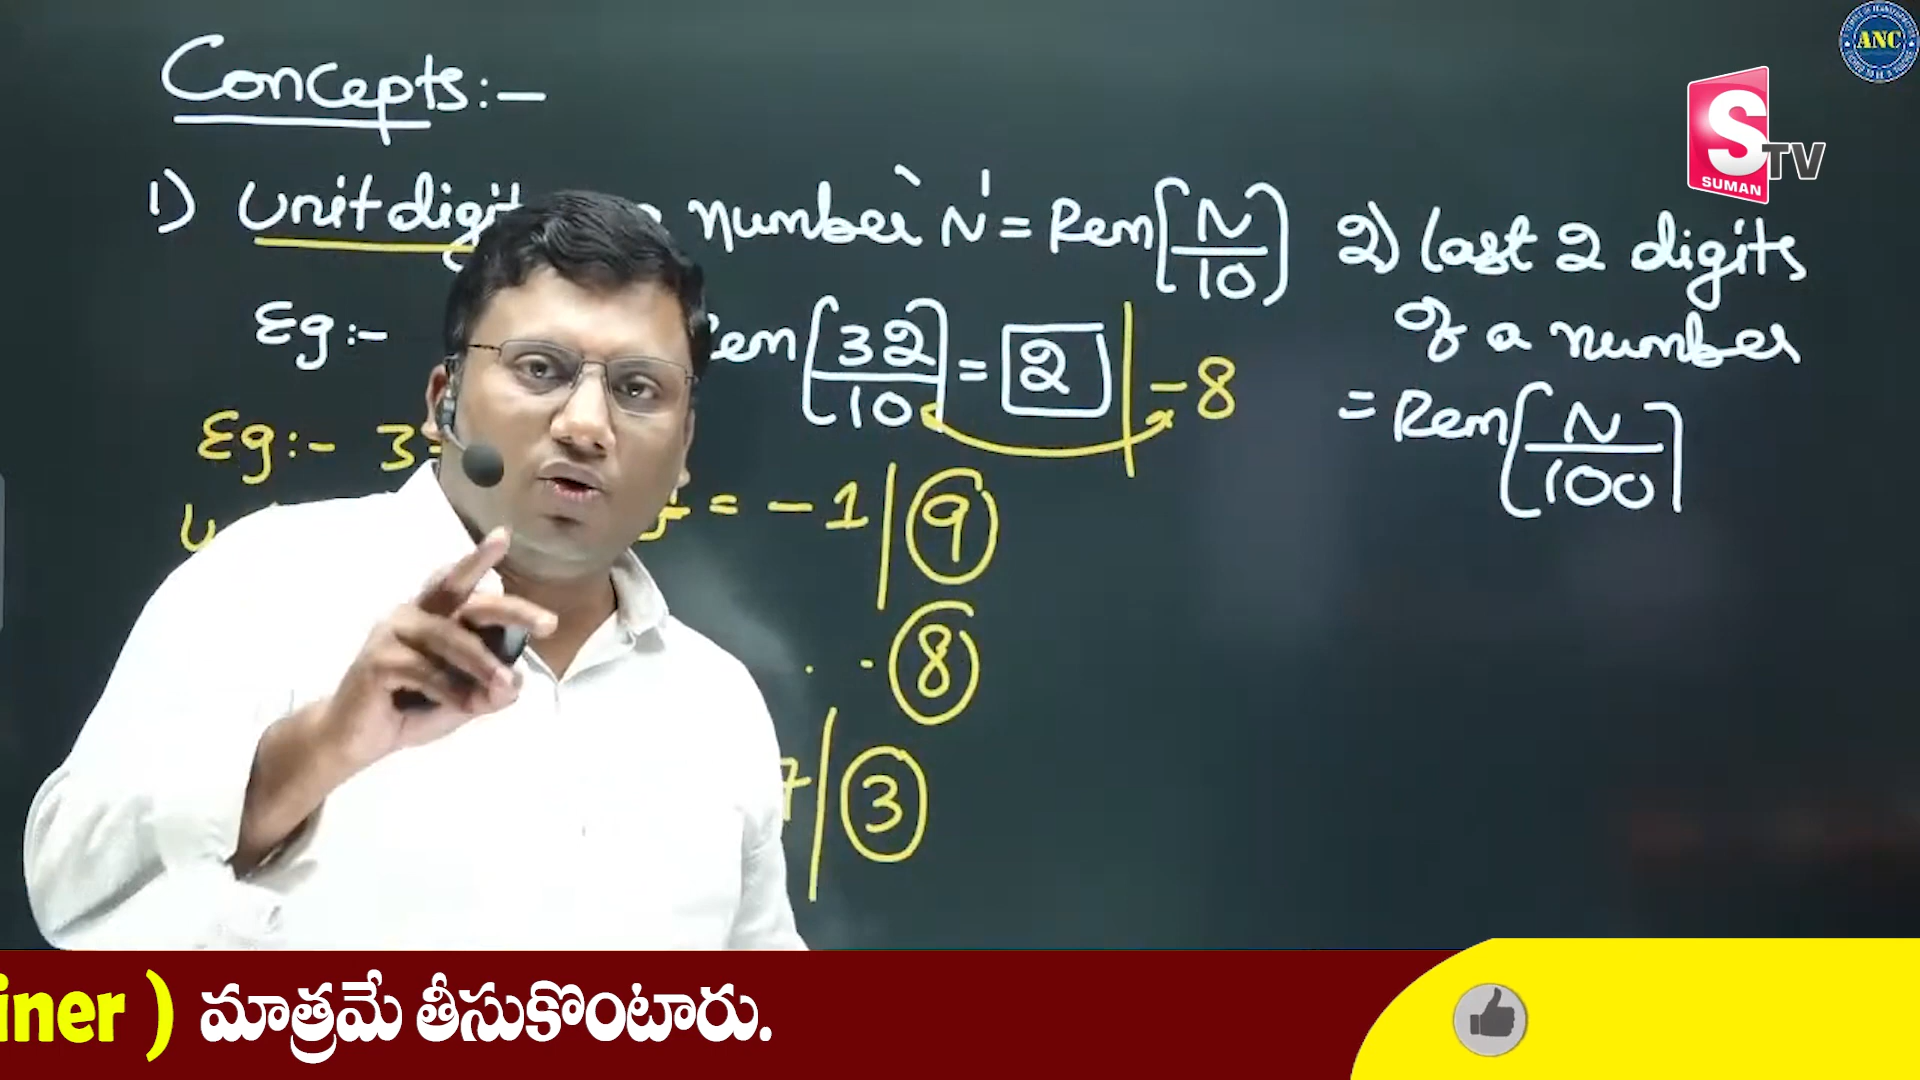 Concepts:-
1) Unit digit number 'N' = Rem[N/10]
Eg:- Rem[32/10] = 2 | -8
Eg:- 3
= -1 | 9
8
7 | 3
2) last 2 digits
of a number
= Rem[N/100]
ANC
S TV
SUMAN
iner ) మాత్రమే తీసుకొంటారు.